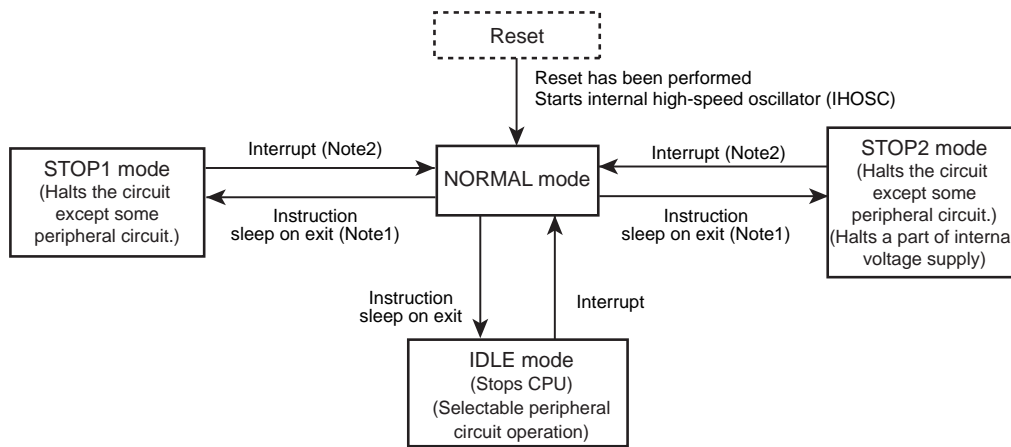 Reset
Reset has been performed
Starts internal high-speed oscillator (IHOSC)
STOP1 mode
(Halts the circuit
except some
peripheral circuit.)
Interrupt (Note2)
Instruction
sleep on exit (Note1)
NORMAL mode
Interrupt (Note2)
Instruction
sleep on exit (Note1)
STOP2 mode
(Halts the circuit
except some
peripheral circuit.)
(Halts a part of internal
voltage supply)
Instruction
sleep on exit
Interrupt
IDLE mode
(Stops CPU)
(Selectable peripheral
circuit operation)